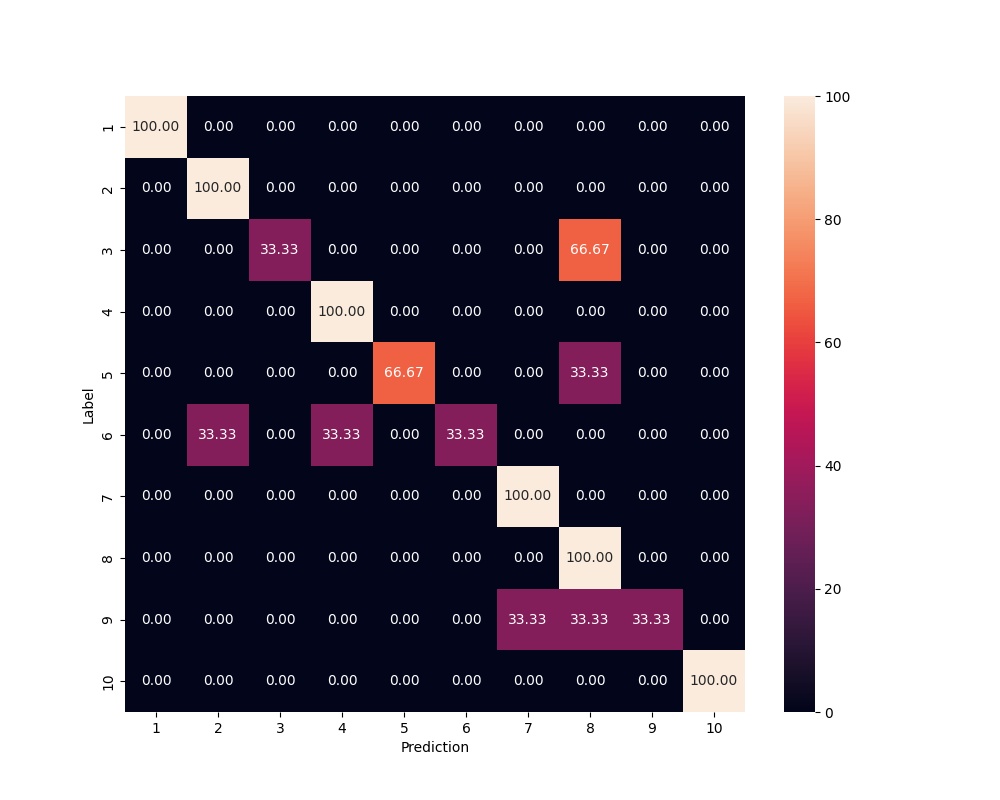 1 100.00 0.00 0.00 0.00 0.00 0.00 0.00 0.00 0.00 0.00
2 0.00 100.00 0.00 0.00 0.00 0.00 0.00 0.00 0.00 0.00
3 0.00 0.00 33.33 0.00 0.00 0.00 0.00 66.67 0.00 0.00
4 0.00 0.00 0.00 100.00 0.00 0.00 0.00 0.00 0.00 0.00
5 0.00 0.00 0.00 0.00 66.67 0.00 0.00 33.33 0.00 0.00
6 0.00 33.33 0.00 33.33 0.00 33.33 0.00 0.00 0.00 0.00
7 0.00 0.00 0.00 0.00 0.00 0.00 100.00 0.00 0.00 0.00
8 0.00 0.00 0.00 0.00 0.00 0.00 0.00 100.00 0.00 0.00
9 0.00 0.00 0.00 0.00 0.00 0.00 33.33 33.33 33.33 0.00
10 0.00 0.00 0.00 0.00 0.00 0.00 0.00 0.00 0.00 100.00
1 2 3 4 5 6 7 8 9 10
Prediction
Label
100
80
60
40
20
0